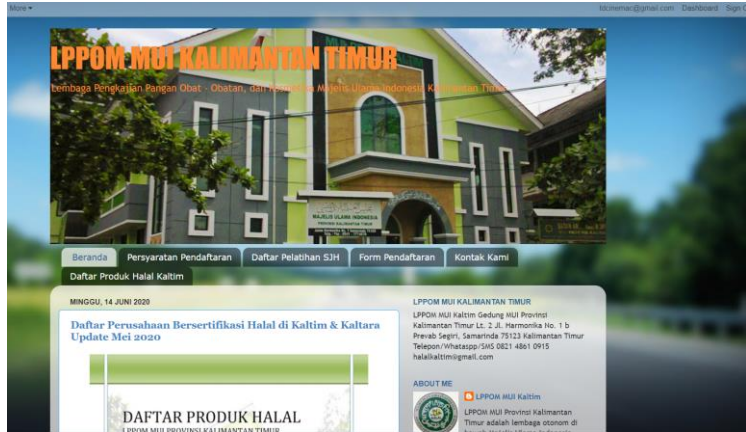 More
tdcinemac@gmail.com Dashboard Sign
LPPOM MUI KALIMANTAN TIMUR
Lembaga Pengkajian Pangan Obat - Obatan, dan Kosmetika Majelis Ulama Indonesia, Kalimantan Timur
MAJELIS ULAMA INDONESIA
PROVINSI KALIMANTAN TIMUR
Beranda Persyaratan Pendaftaran Daftar Pelatihan SJH Form Pendaftaran Kontak Kami
Daftar Produk Halal Kaltim
MINGGU, 14 JUNI 2020
Daftar Perusahaan Bersertifikasi Halal di Kaltim & Kaltara
Update Mei 2020
DAFTAR PRODUK HALAL
LPPOM MUI PROVINSI KALIMANTAN TIMUR
LPPOM MUI KALIMANTAN TIMUR
LPPOM MUI Kaltim Gedung MUI Provinsi
Kalimantan Timur Lt. 2 Jl. Harmonika No. 1 b
Prevab Segiri, Samarinda 75123 Kalimantan Timur
Telepon/Whataspp/SMS 0821 4861 0915
halalkaltim@gmail.com
ABOUT ME
LPPOM MUI Kaltim
LPPOM MUI Provinsi Kalimantan
Timur adalah lembaga otonom di